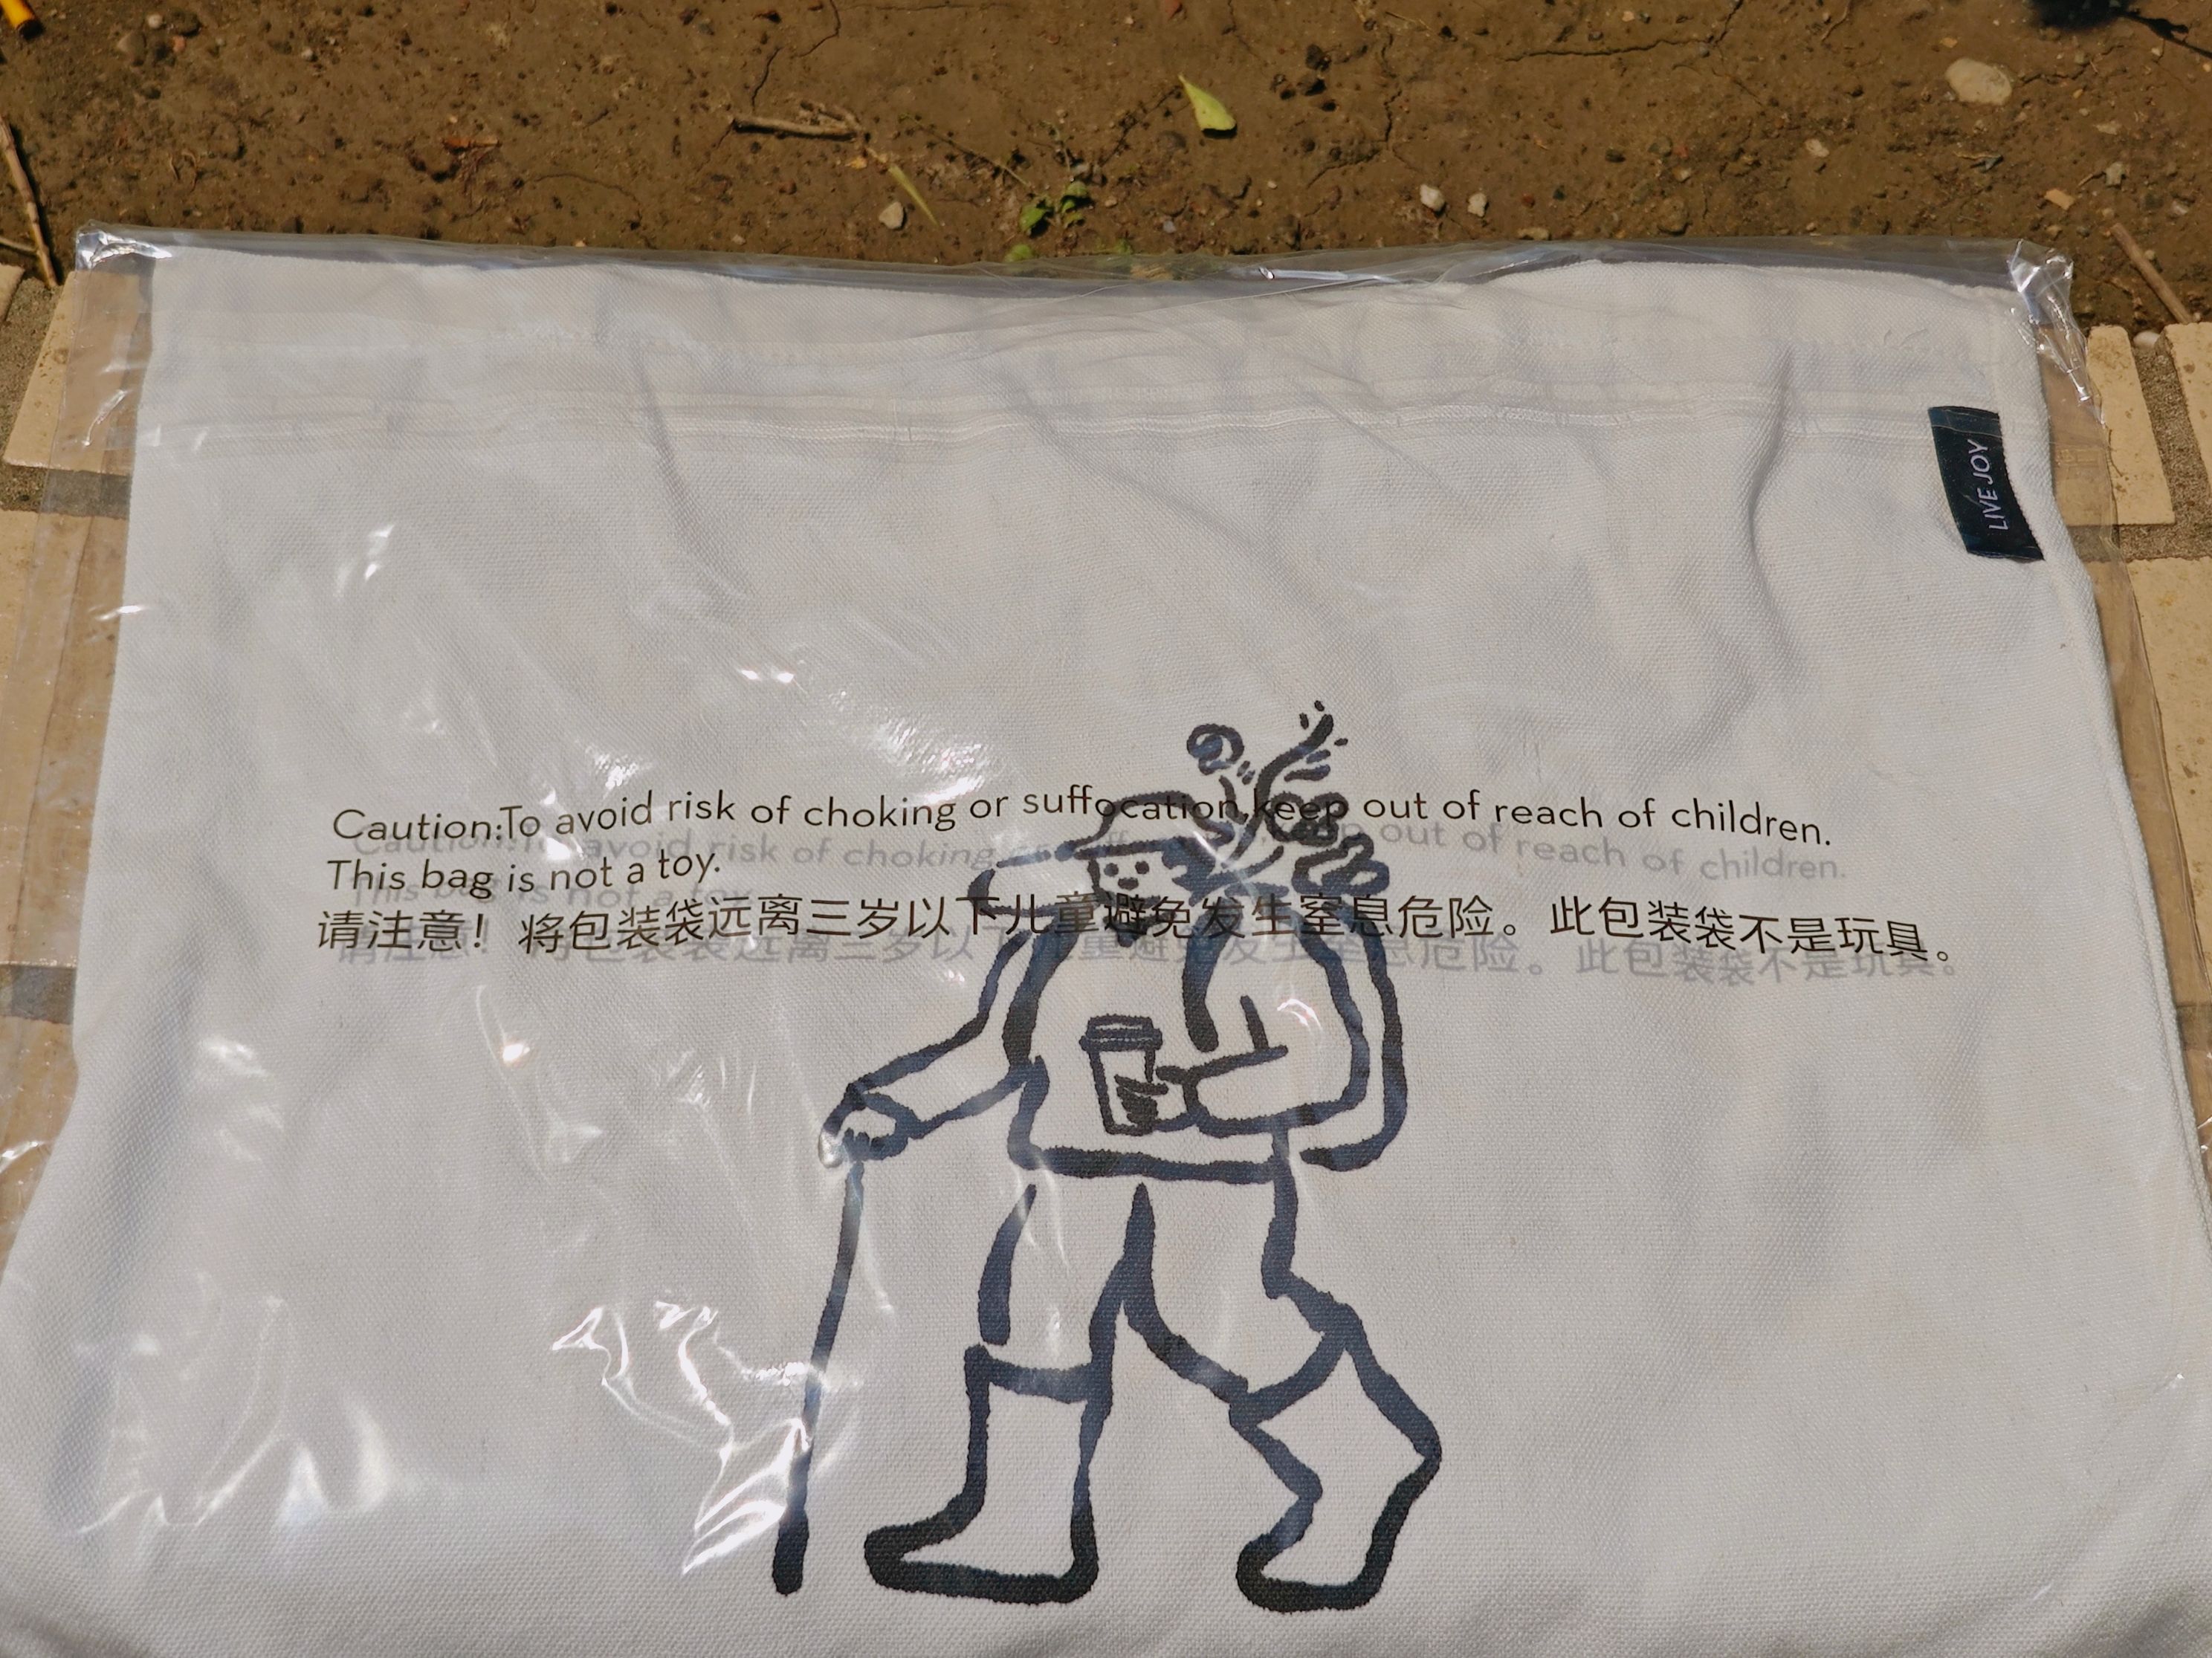 LIVE JOY
Caution:To avoid risk of choking or suffocation,keep out of reach of children.
This bag is not a toy.
请注意！将包装袋远离三岁以下儿童避免发生窒息危险。此包装袋不是玩具。